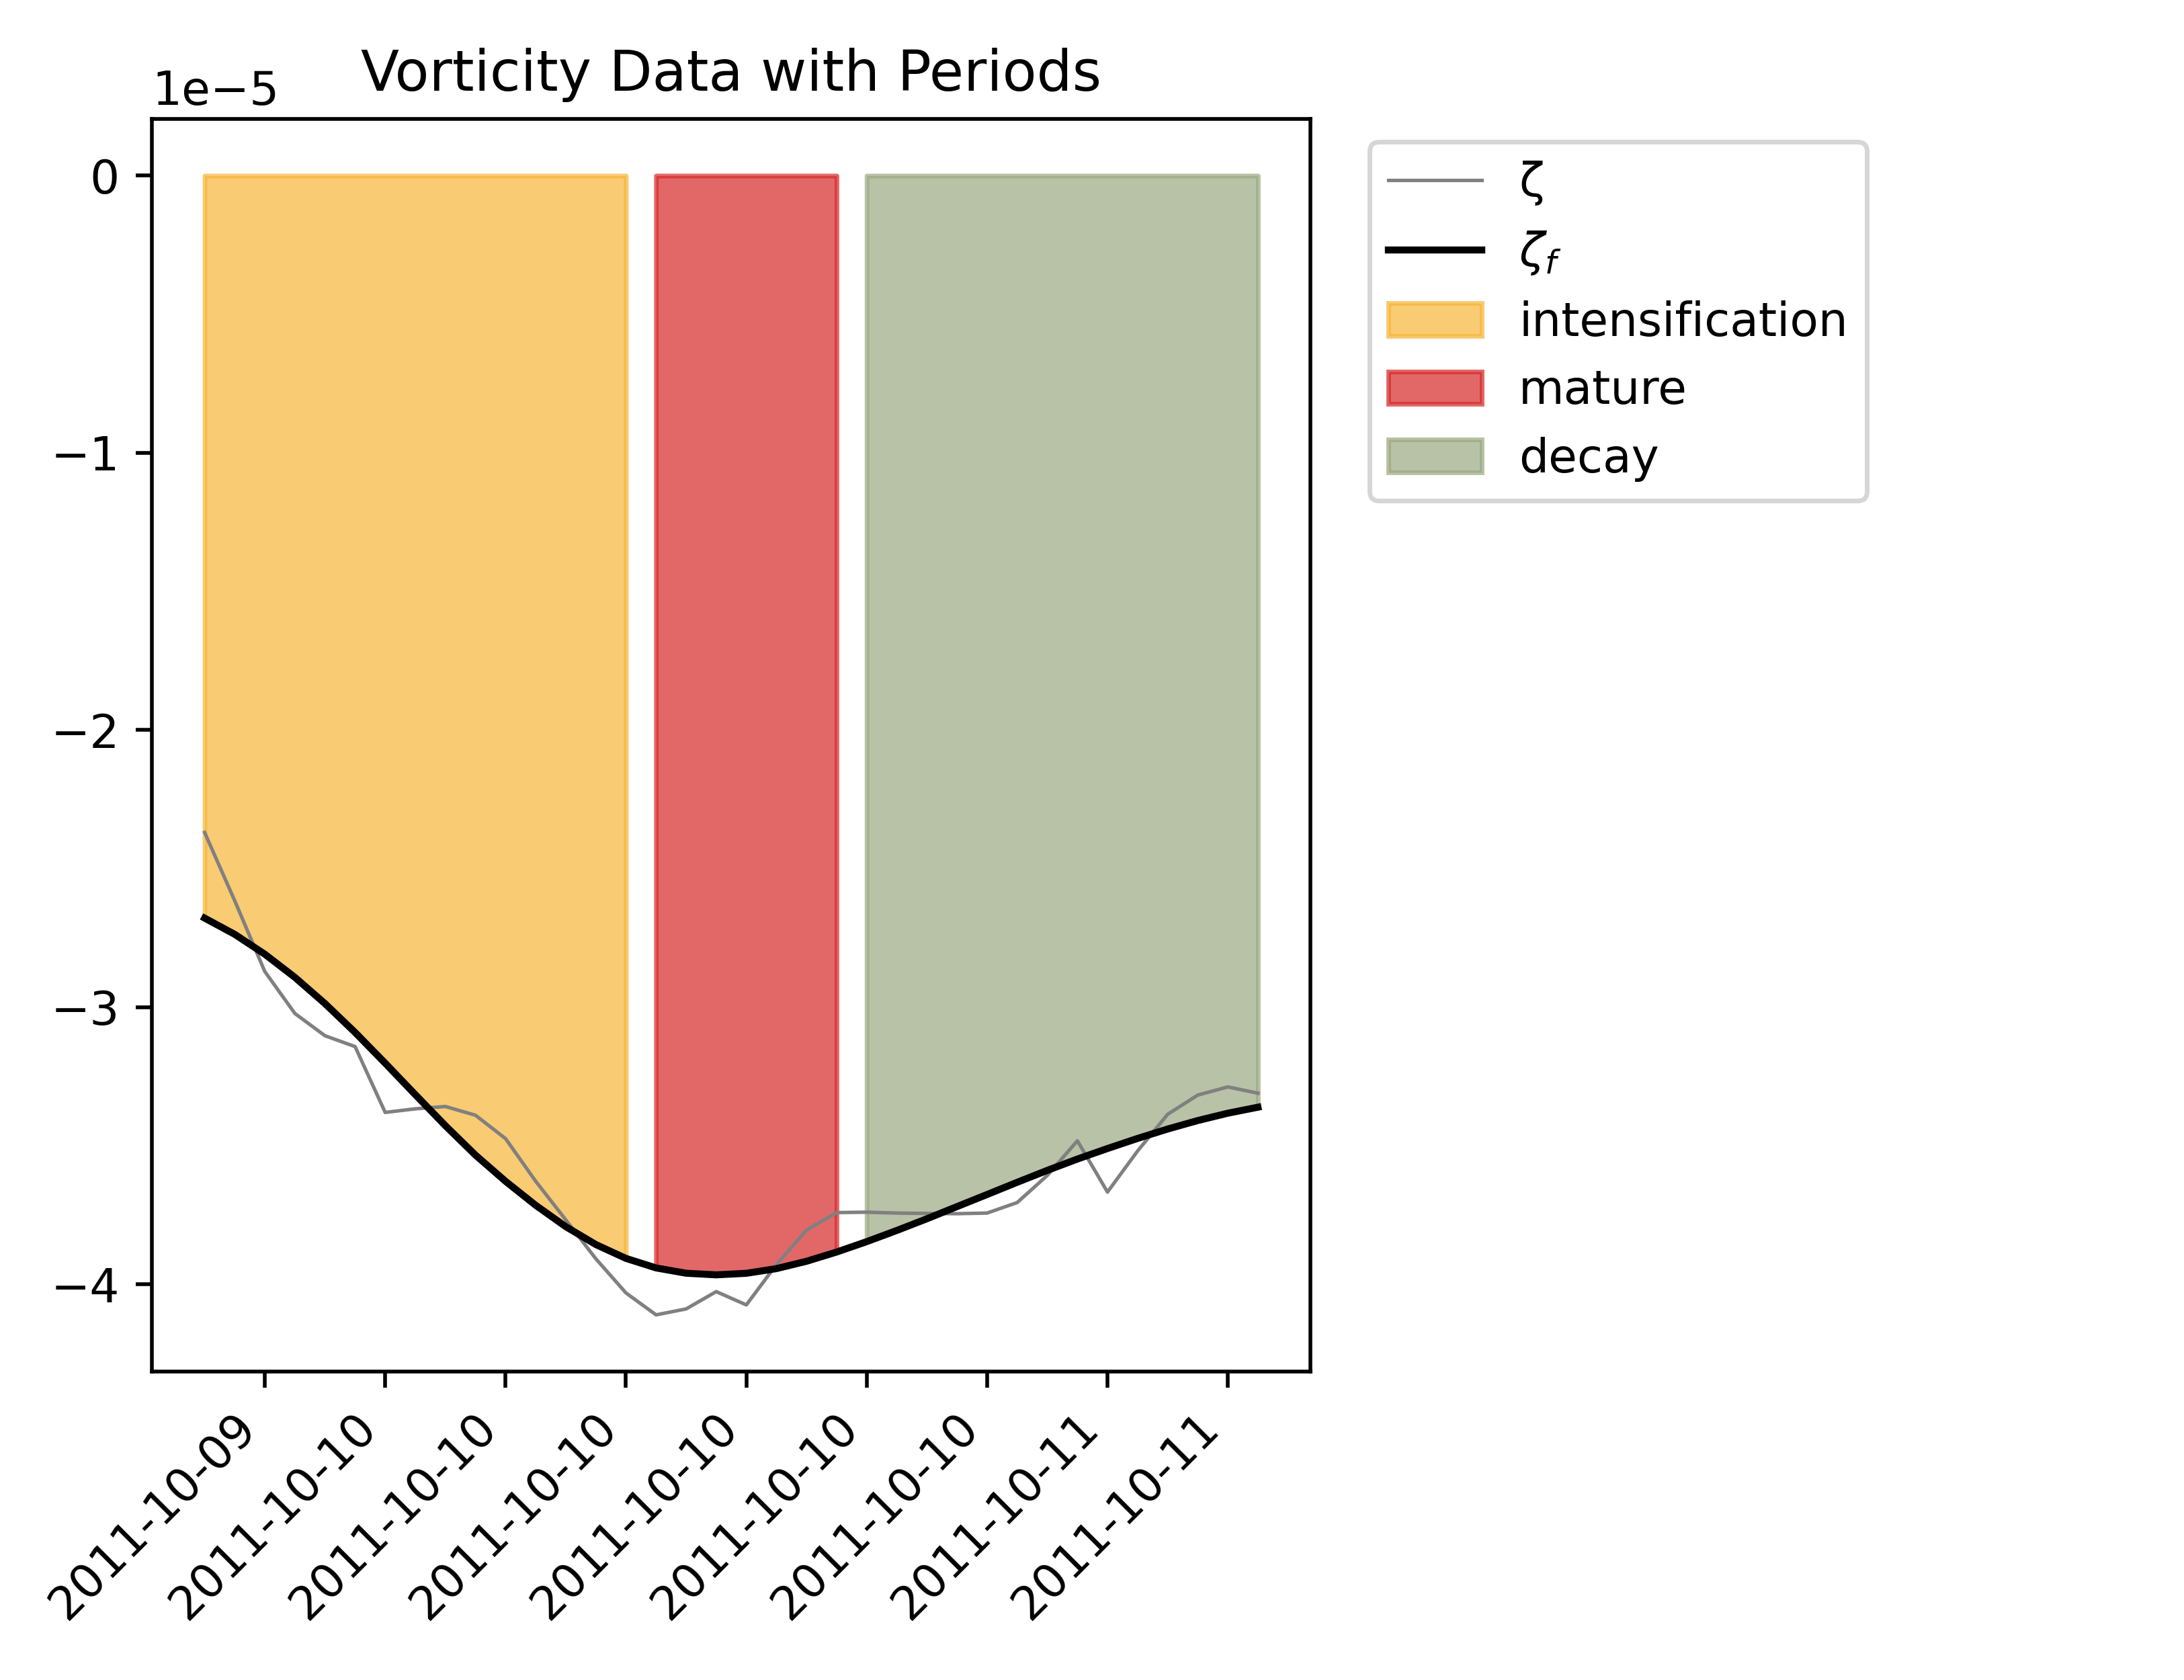 Vorticity Data with Periods
1e−5
0
−1
−2
−3
−4
2011-10-09
2011-10-10
2011-10-10
2011-10-10
2011-10-10
2011-10-10
2011-10-10
2011-10-11
2011-10-11
ζ
ζf
intensification
mature
decay